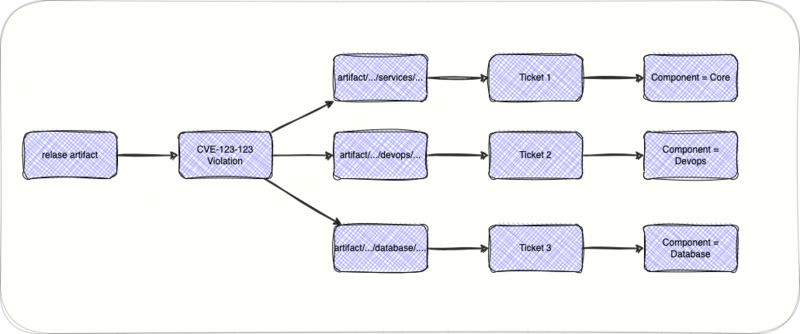 artifact/.../services/...
Ticket 1
Component = Core
relase artifact
CVE-123-123
Violation
artifact/.../devops/...
Ticket 2
Component =
Devops
artifact/.../database/....
Ticket 3
Component =
Database